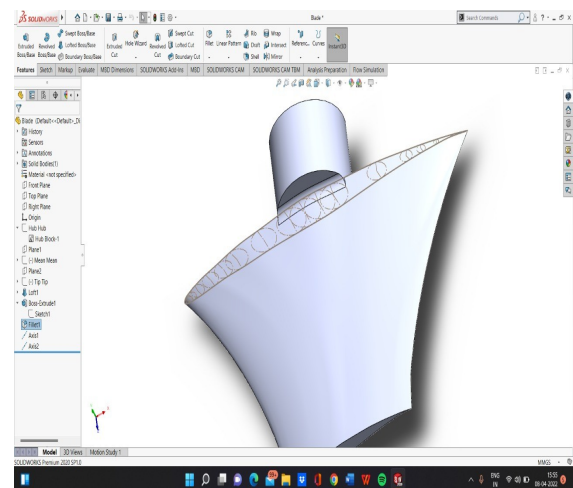 SOLIDWORKS
Blade *
Search Commands
Extruded Boss/Base
Revolved Boss/Base
Swept Boss/Base
Lofted Boss/Base
Boundary Boss/Base
Extruded Cut
Hole Wizard
Revolved Cut
Swept Cut
Lofted Cut
Boundary Cut
Fillet
Linear Pattern
Rib
Draft
Shell
Wrap
Intersect
Mirror
Referenc...
Curves
Instant3D
Features Sketch Markup Evaluate MBD Dimensions SOLIDWORKS Add-Ins MBD SOLIDWORKS CAM SOLIDWORKS CAM TBM Analysis Preparation Flow Simulation
Blade (Default<<Default>_Di
History
Sensors
Annotations
Solid Bodies(1)
Material <not specified>
Front Plane
Top Plane
Right Plane
Origin
Hub Hub
Hub Block-1
Plane1
(-) Mean Mean
Plane2
(-) Tip Tip
Loft1
Boss-Extrude1
Sketch1
Fillet1
Axis1
Axis2
Model 3D Views Motion Study 1
SOLIDWORKS Premium 2020 SP1.0
MMGS
99+
ENG
IN
15:55
08-04-2022